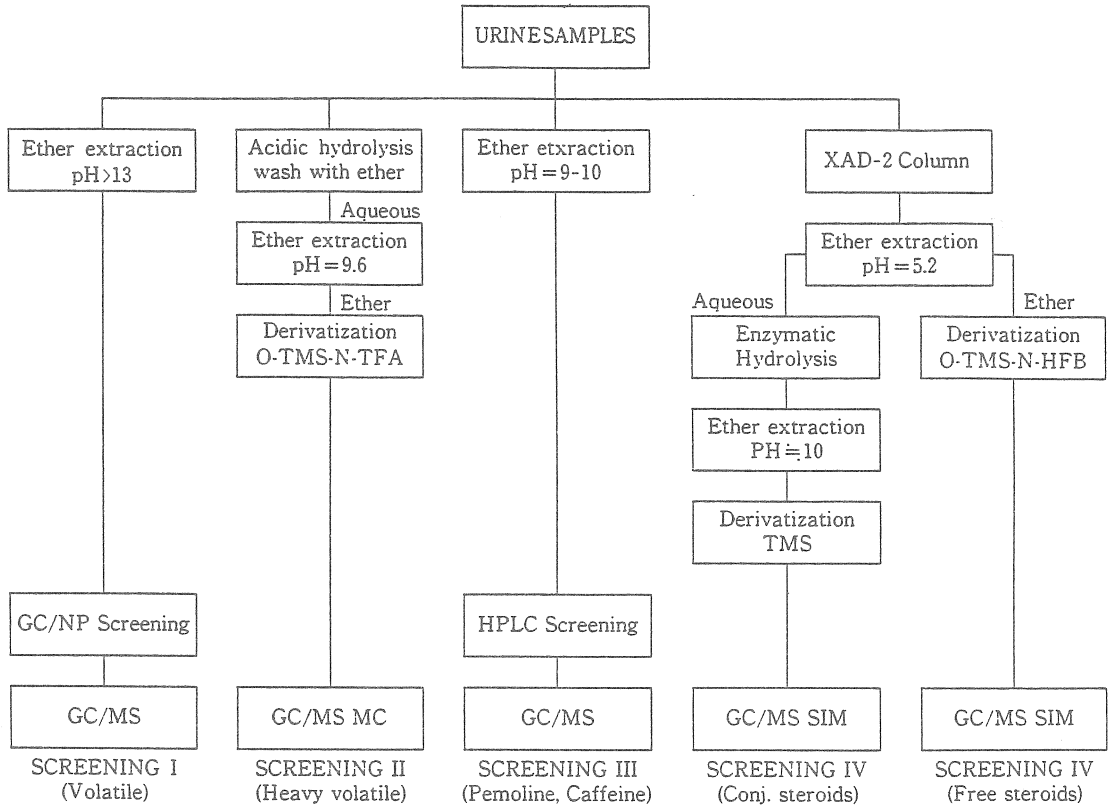 URINESAMPLES
Ether extraction
pH>13
Acidic hydrolysis
wash with ether
Ether etxraction
pH=9-10
XAD-2 Column
Aqueous
Ether extraction
pH=9.6
Ether extraction
pH=5.2
Ether
Derivatization
O-TMS-N-TFA
Aqueous
Enzymatic
Hydrolysis
Ether
Derivatization
O-TMS-N-HFB
Ether extraction
PH≒10
Derivatization
TMS
GC/NP Screening
HPLC Screening
GC/MS
GC/MS MC
GC/MS
GC/MS SIM
GC/MS SIM
SCREENING I
(Volatile)
SCREENING II
(Heavy volatile)
SCREENING III
(Pemoline, Caffeine)
SCREENING IV
(Conj. steroids)
SCREENING IV
(Free steroids)